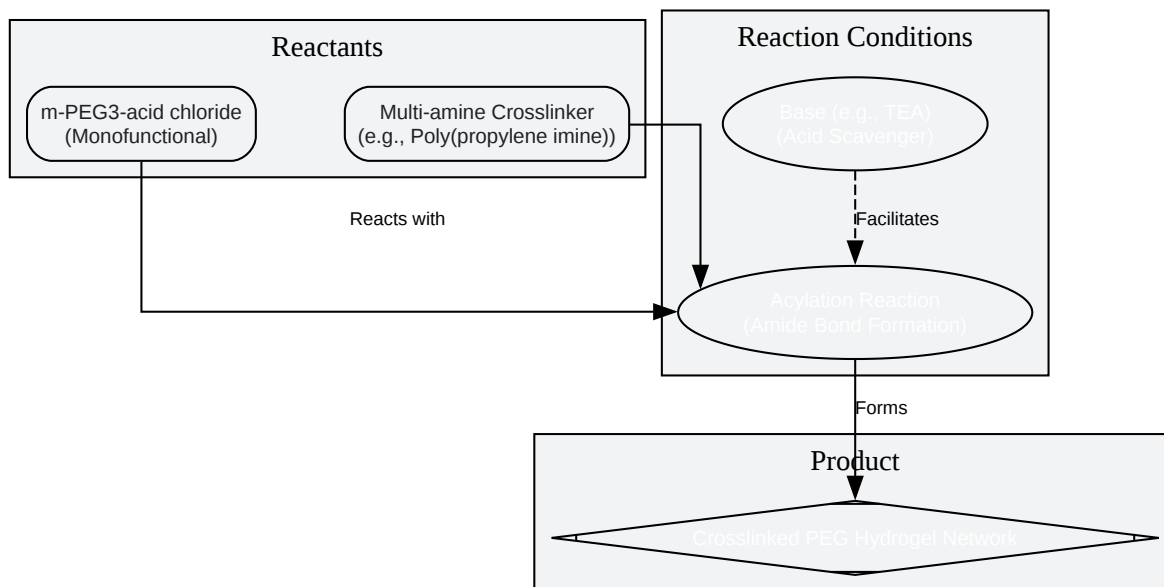 Reactants
m-PEG3-acid chloride
(Monofunctional)
Multi-amine Crosslinker
(e.g., Poly(propylene imine))
Reaction Conditions
Base (e.g., TEA)
(Acid Scavenger)
Reacts with
Facilitates
Acylation Reaction
(Amide Bond Formation)
Forms
Product
Crosslinked PEG Hydrogel Network